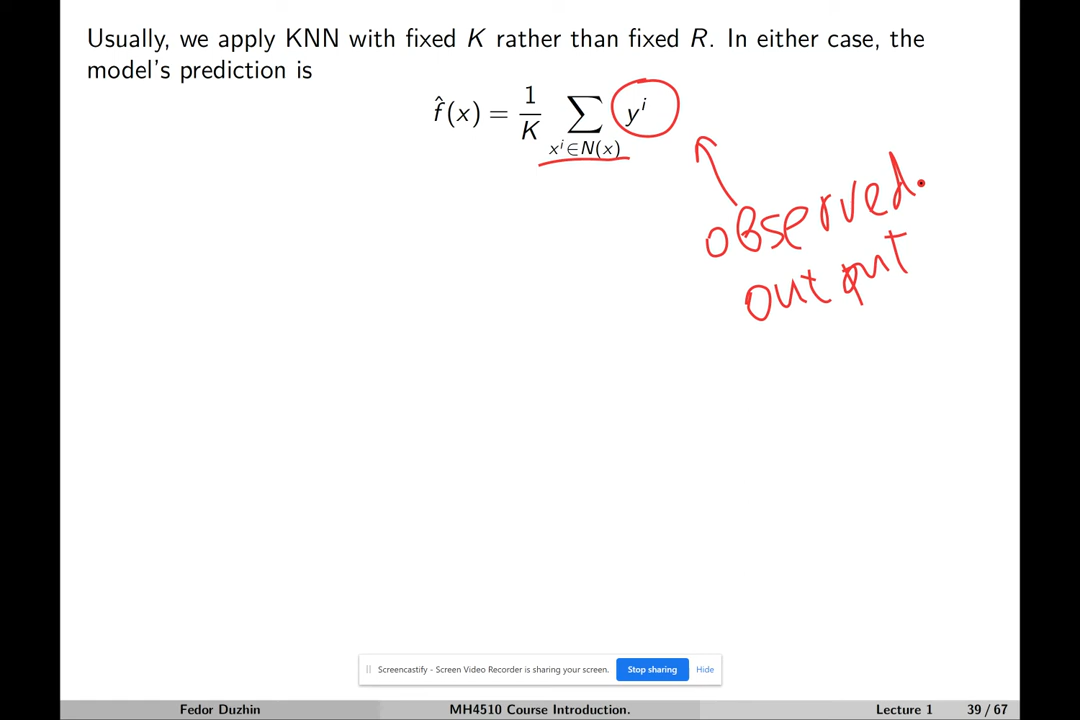 Usually, we apply KNN with fixed K rather than fixed R. In either case, the
model's prediction is
f̂(x) = 1/K ∑_{xⁱ∈N(x)} yⁱ
observed
output
Screencastify - Screen Video Recorder is sharing your screen. Stop sharing Hide
Fedor Duzhin MH4510 Course Introduction. Lecture 1 39 / 67